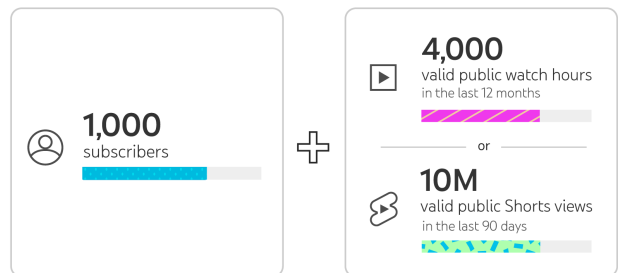 1,000
subscribers
4,000
valid public watch hours
in the last 12 months
or
10M
valid public Shorts views
in the last 90 days